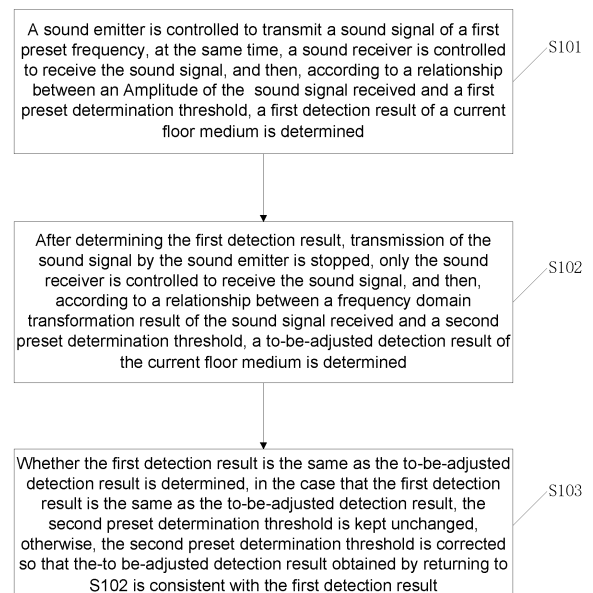 A sound emitter is controlled to transmit a sound signal of a first
preset frequency, at the same time, a sound receiver is controlled
to receive the sound signal, and then, according to a relationship
between an Amplitude of the sound signal received and a first
preset determination threshold, a first detection result of a current
floor medium is determined
S101
After determining the first detection result, transmission of the
sound signal by the sound emitter is stopped, only the sound
receiver is controlled to receive the sound signal, and then,
according to a relationship between a frequency domain
transformation result of the sound signal received and a second
preset determination threshold, a to-be-adjusted detection result of
the current floor medium is determined
S102
Whether the first detection result is the same as the to-be-adjusted
detection result is determined, in the case that the first detection
result is the same as the to-be-adjusted detection result, the
second preset determination threshold is kept unchanged,
otherwise, the second preset determination threshold is corrected
so that the-to be-adjusted detection result obtained by returning to
S102 is consistent with the first detection result
S103